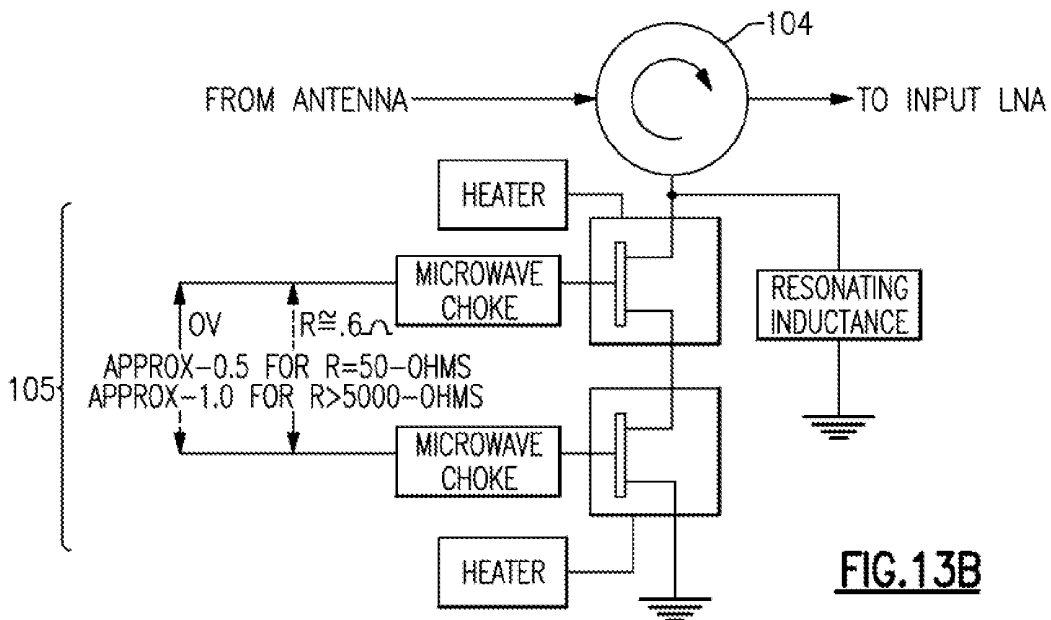 104
FROM ANTENNA
TO INPUT LNA
HEATER
MICROWAVE
CHOKE
RESONATING
INDUCTANCE
0V
R≅.6Ω
APPROX-0.5 FOR R=50-OHMS
APPROX-1.0 FOR R>5000-OHMS
105
MICROWAVE
CHOKE
HEATER
FIG.13B